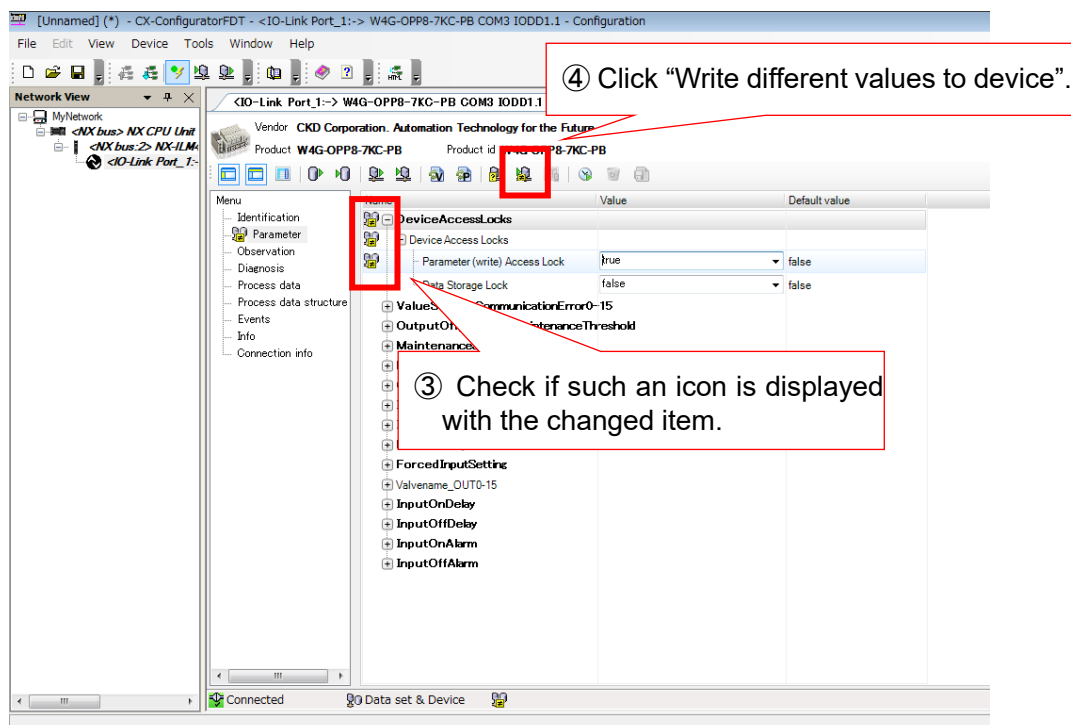 [Unnamed] (*) - CX-ConfiguratorFDT - <IO-Link Port_1:-> W4G-OPP8-7KC-PB COM3 IODD1.1 - Configuration
File Edit View Device Tools Window Help
④ Click “Write different values to device”.
Network View
<IO-Link Port_1:-> W4G-OPP8-7KC-PB COM3 IODD1.1
MyNetwork
<NX bus> NX CPU Unit
<NX bus:2> NX-ILM4
<IO-Link Port_1:-
Vendor CKD Corporation. Automation Technology for the Future
Product W4G-OPP8-7KC-PB Product id W4G-OPP8-7KC-PB
Menu
Identification
Parameter
Observation
Diagnosis
Process data
Process data structure
Events
Info
Connection info
Name Value Default value
DeviceAccessLocks
Device Access Locks
Parameter (write) Access Lock true false
Data Storage Lock false false
CommunicationError0-15
Threshold
Maintenance
③ Check if such an icon is displayed
with the changed item.
ForcedInputSetting
Valvename_OUT0-15
InputOnDelay
InputOffDelay
InputOnAlarm
InputOffAlarm
Connected Data set & Device